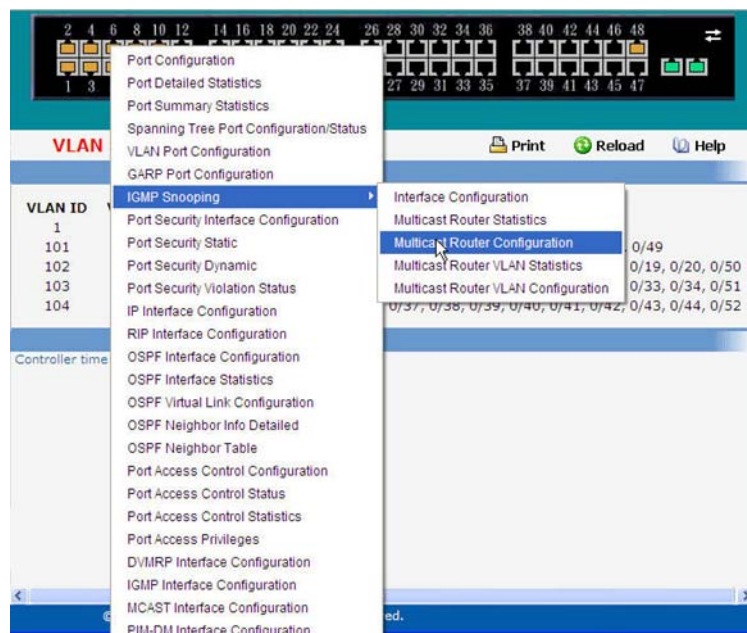 2 4 6 8 10 12 14 16 18 20 22 24 26 28 30 32 34 36 38 40 42 44 46 48
1 3 27 29 31 33 35 37 39 41 43 45 47
VLAN
Print Reload Help
VLAN ID
1
101 0/49
102 0/19, 0/20, 0/50
103 0/33, 0/34, 0/51
104 0/37, 0/38, 0/39, 0/40, 0/41, 0/42, 0/43, 0/44, 0/52
Controller time
Port Configuration
Port Detailed Statistics
Port Summary Statistics
Spanning Tree Port Configuration/Status
VLAN Port Configuration
GARP Port Configuration
IGMP Snooping
Port Security Interface Configuration
Port Security Static
Port Security Dynamic
Port Security Violation Status
IP Interface Configuration
RIP Interface Configuration
OSPF Interface Configuration
OSPF Interface Statistics
OSPF Virtual Link Configuration
OSPF Neighbor Info Detailed
OSPF Neighbor Table
Port Access Control Configuration
Port Access Control Status
Port Access Control Statistics
Port Access Privileges
DVMRP Interface Configuration
IGMP Interface Configuration
MCAST Interface Configuration
PIM-DM Interface Configuration
Interface Configuration
Multicast Router Statistics
Multicast Router Configuration
Multicast Router VLAN Statistics
Multicast Router VLAN Configuration
©
ed.